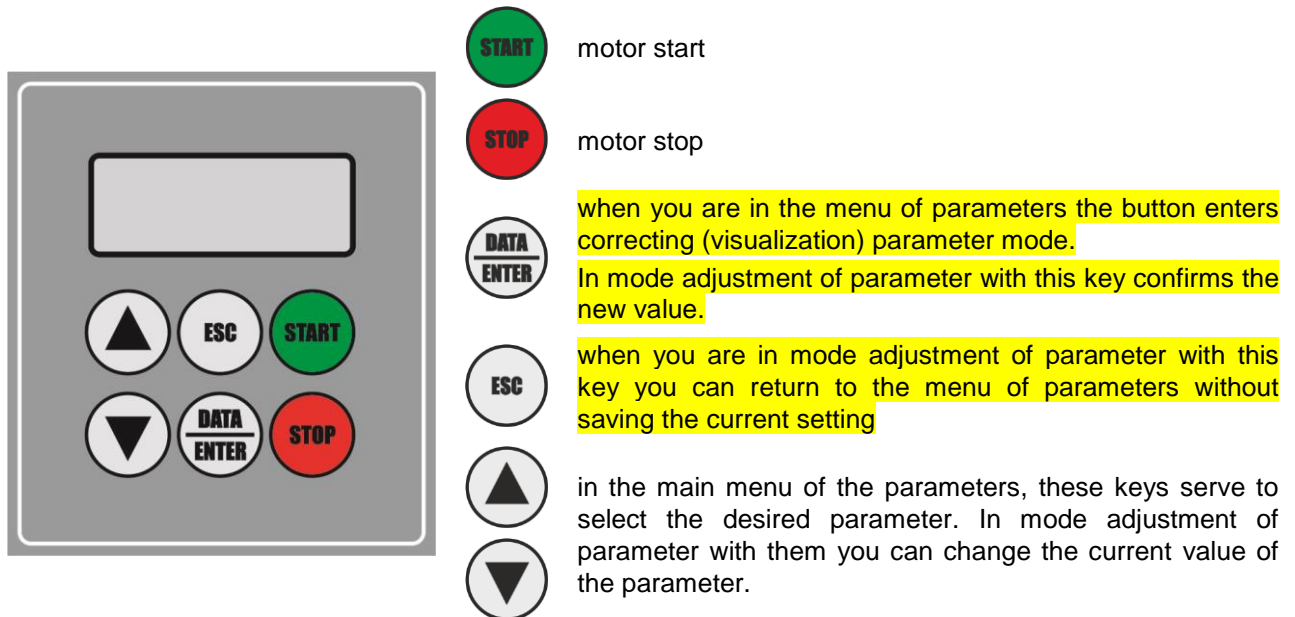 ESC
START
DATA
ENTER
STOP
START
motor start
STOP
motor stop
DATA
ENTER
when you are in the menu of parameters the button enters
correcting (visualization) parameter mode.
In mode adjustment of parameter with this key confirms the
new value.
ESC
when you are in mode adjustment of parameter with this
key you can return to the menu of parameters without
saving the current setting
in the main menu of the parameters, these keys serve to
select the desired parameter. In mode adjustment of
parameter with them you can change the current value of
the parameter.